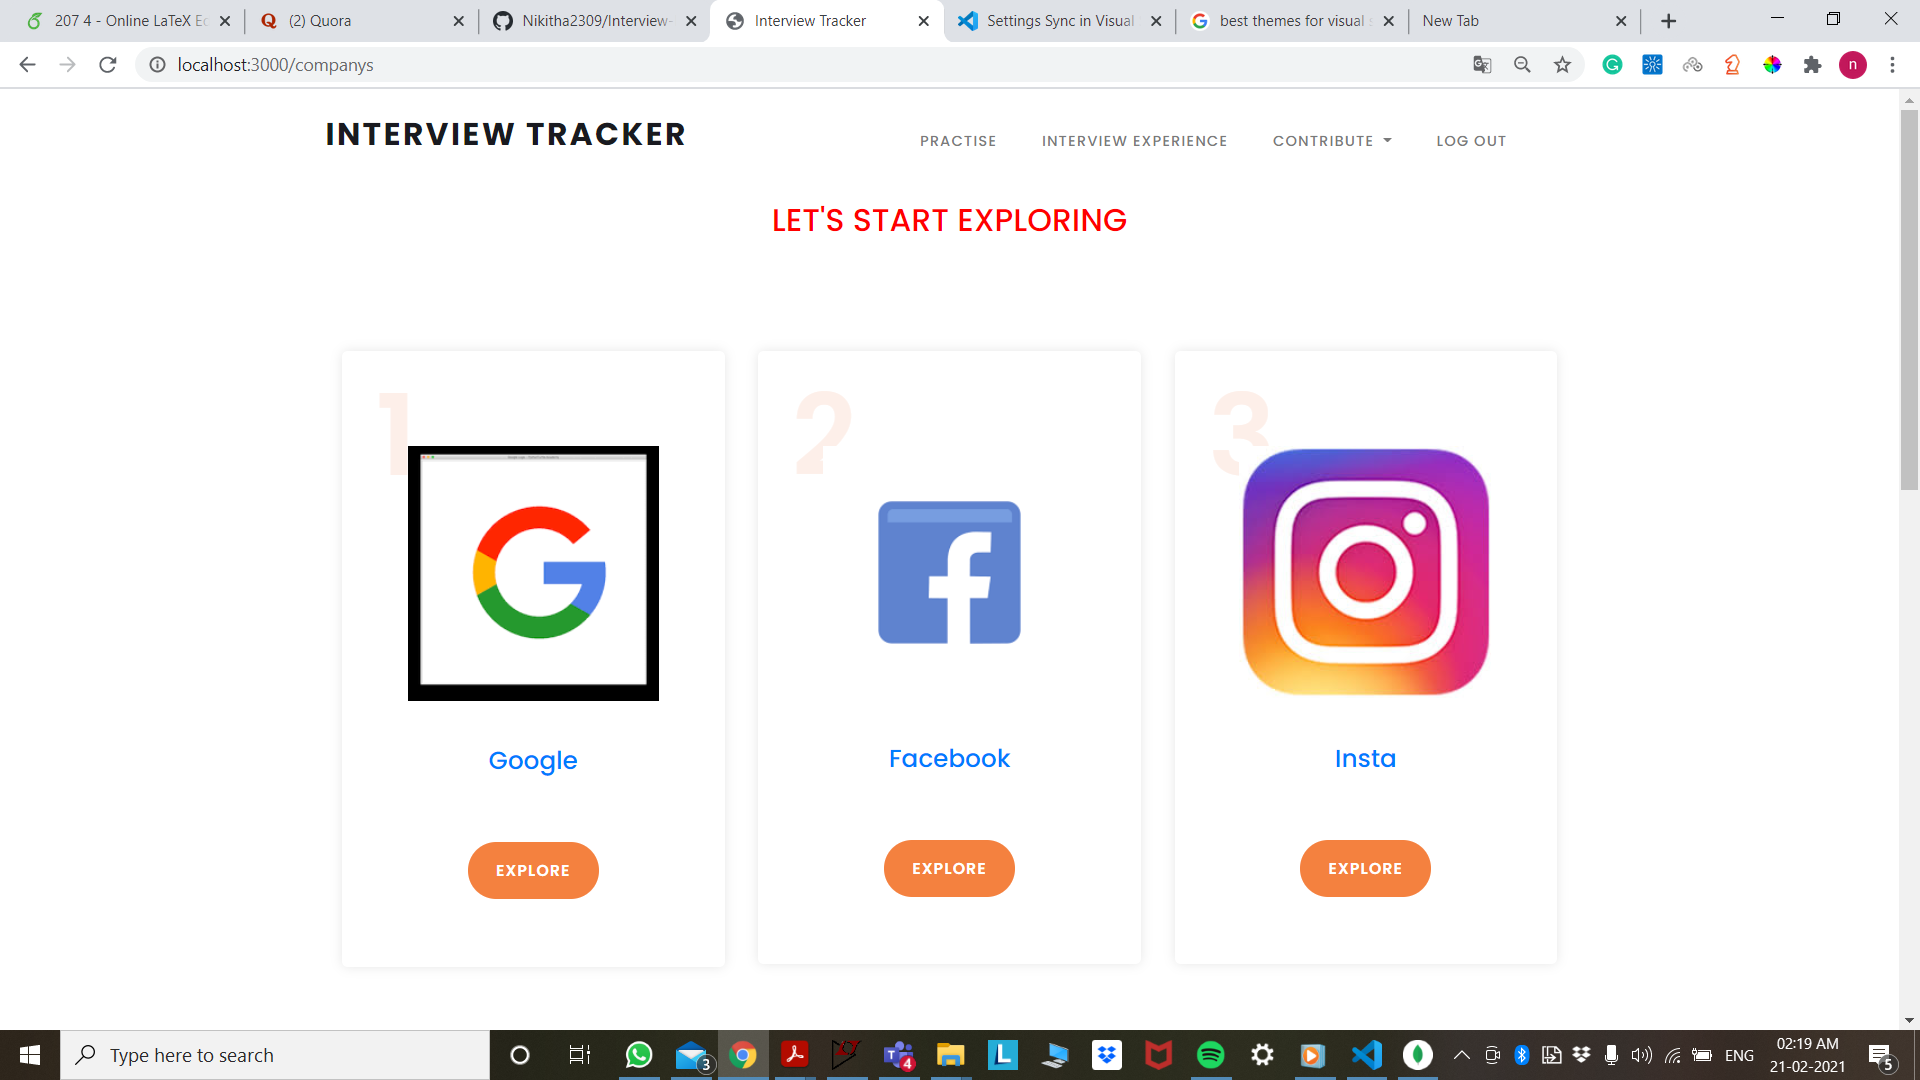 207 4 - Online LaTeX Ec
(2) Quora
Nikitha2309/Interview-
Interview Tracker
Settings Sync in Visual
best themes for visual s
New Tab
localhost:3000/companys
n
INTERVIEW TRACKER
PRACTISE
INTERVIEW EXPERIENCE
CONTRIBUTE
LOG OUT
LET'S START EXPLORING
1
2
3
Google
Facebook
Insta
EXPLORE
EXPLORE
EXPLORE
Type here to search
3
4
L
ENG
02:19 AM
21-02-2021
5